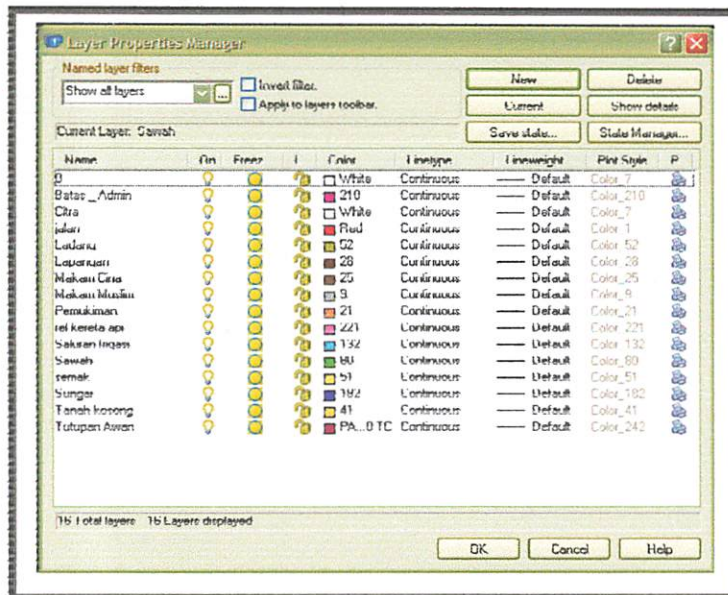 Layer Properties Manager
Named layer filters
Show all layers ... Invert filter. New Delete
Apply to layers toolbar. Current Show details
Current Layer: Sawah Save state... State Manager...
Name On Freez L Color Linetype Lineweight Plot Style P
0 White Continuous Default Color_7
Batas _ Admin 210 Continuous Default Color_210
Citra White Continuous Default Color_7
jalan Red Continuous Default Color_1
Ladang 52 Continuous Default Color_52
Lapangan 28 Continuous Default Color_28
Makam Cina 25 Continuous Default Color_25
Makam Muslim 9 Continuous Default Color_9
Pemukiman 21 Continuous Default Color_21
rel kereta api 221 Continuous Default Color_221
Saluran Irigasi 132 Continuous Default Color_132
Sawah 80 Continuous Default Color_80
semak 51 Continuous Default Color_51
Sungai 182 Continuous Default Color_182
Tanah kosong 41 Continuous Default Color_41
Tutupan Awan PA...0 TC Continuous Default Color_242
16 Total layers 16 Layers displayed
OK Cancel Help